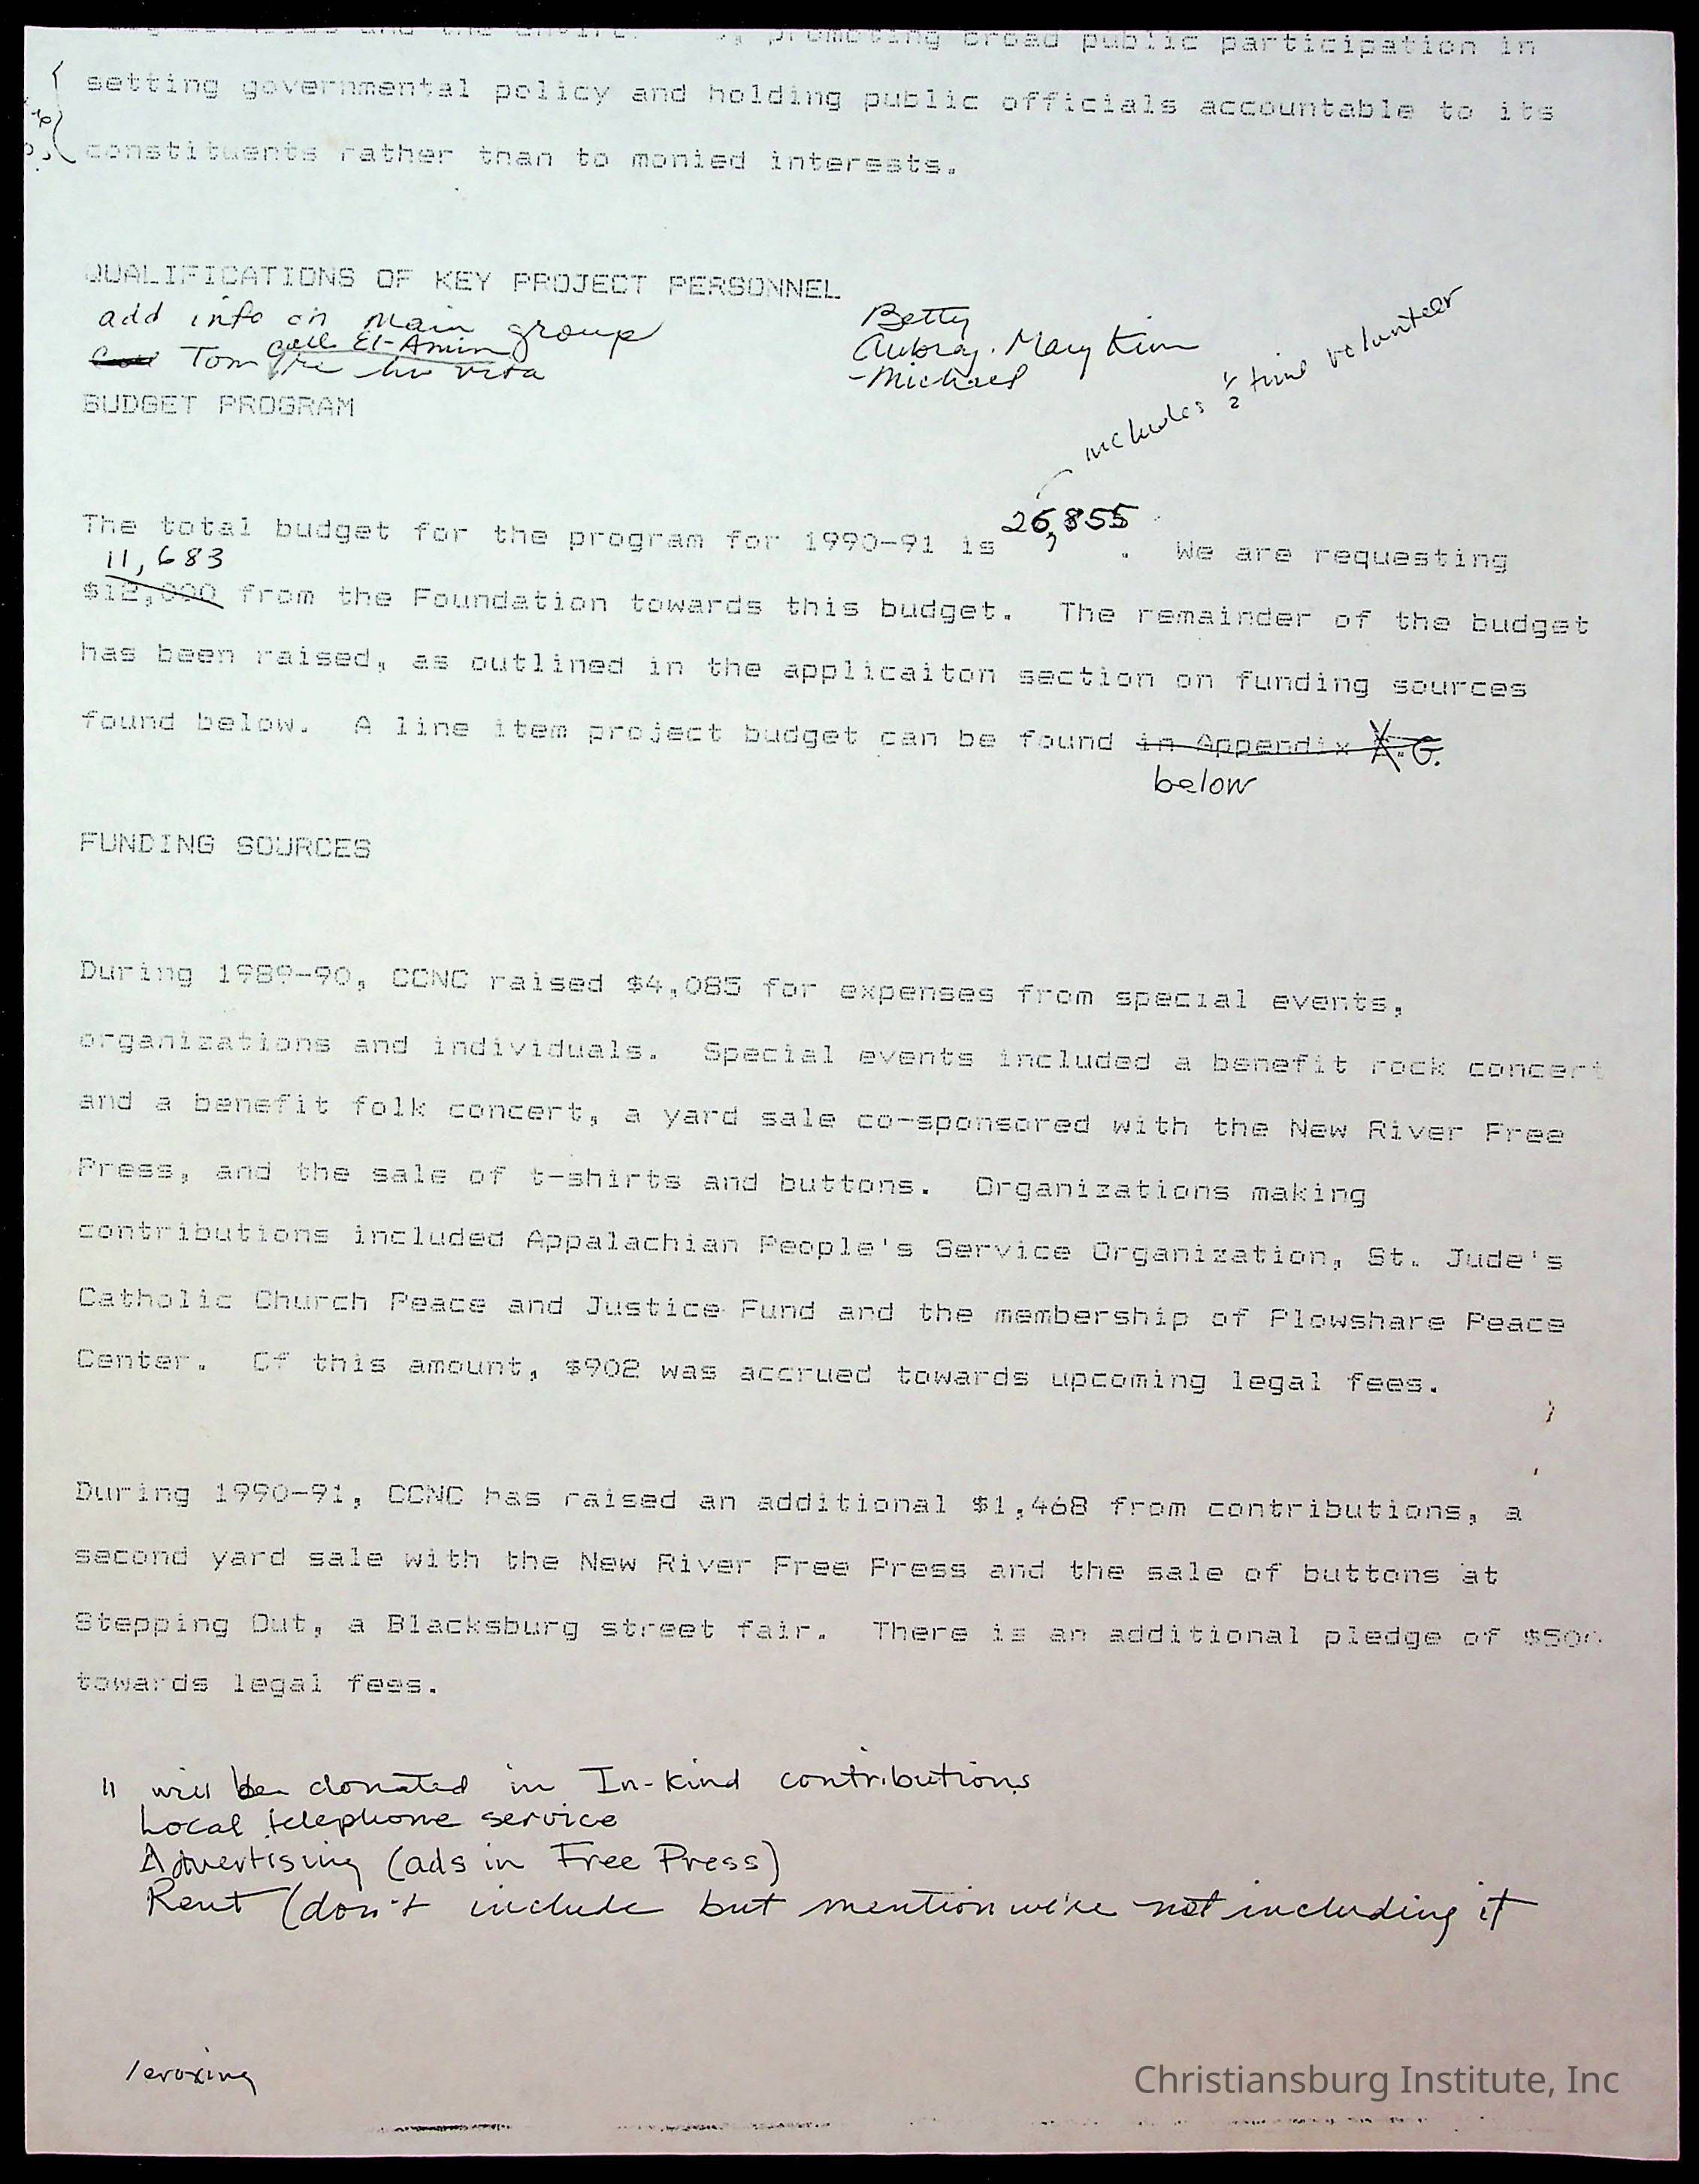 promoting broad public participation in
setting governmental policy and holding public officials accountable to its
constituents rather than to monied interests.
QUALIFICATIONS OF KEY PROJECT PERSONNEL
add info on main group
call El-Amin
Tom his vita
Betty
Aubray. Mary Kim
-Michael
BUDGET PROGRAM
includes ½ time volunteer
26,855
The total budget for the program for 1990-91 is . We are requesting
11,683
$12,000 from the Foundation towards this budget. The remainder of the budget
has been raised, as outlined in the applicaiton section on funding sources
found below. A line item project budget can be found in Appendix X.G.
below
FUNDING SOURCES
During 1989-90, CCNC raised $4,085 for expenses from special events,
organizations and individuals. Special events included a benefit rock concert
and a benefit folk concert, a yard sale co-sponsored with the New River Free
Press, and the sale of t-shirts and buttons. Organizations making
contributions included Appalachian People's Service Organization, St. Jude's
Catholic Church Peace and Justice Fund and the membership of Plowshare Peace
Center. Of this amount, $902 was accrued towards upcoming legal fees.
During 1990-91, CCNC has raised an additional $1,468 from contributions, a
second yard sale with the New River Free Press and the sale of buttons at
Stepping Out, a Blacksburg street fair. There is an additional pledge of $500
towards legal fees.
" will be donated in In-kind contributions
Local telephone service
Advertising (ads in Free Press)
Rent (don't include but mention we're not including it
Christiansburg Institute, Inc